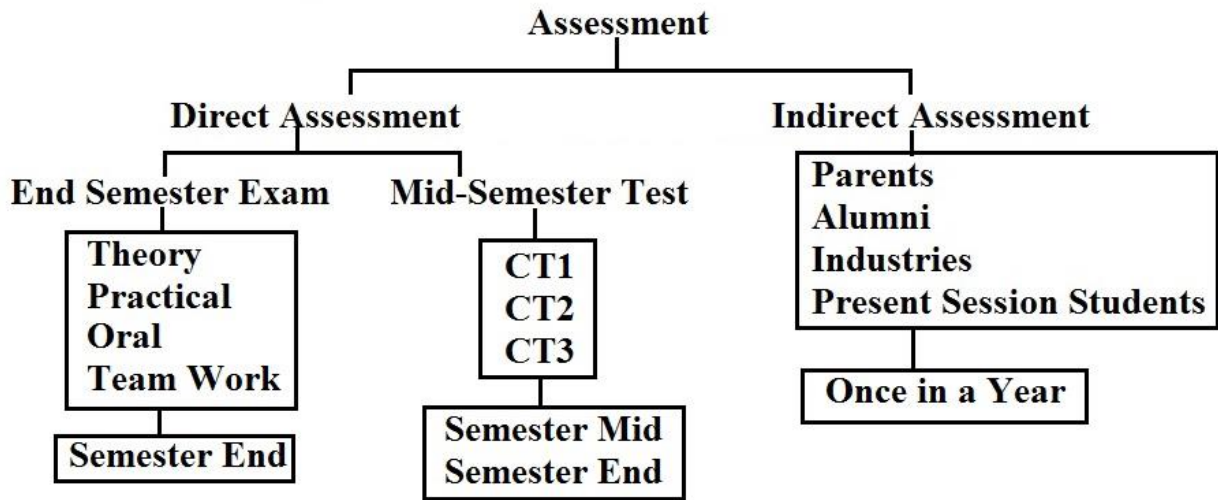 Assessment
Direct Assessment
Indirect Assessment
End Semester Exam
Mid-Semester Test
Theory
Practical
Oral
Team Work
Semester End
CT1
CT2
CT3
Semester Mid
Semester End
Parents
Alumni
Industries
Present Session Students
Once in a Year